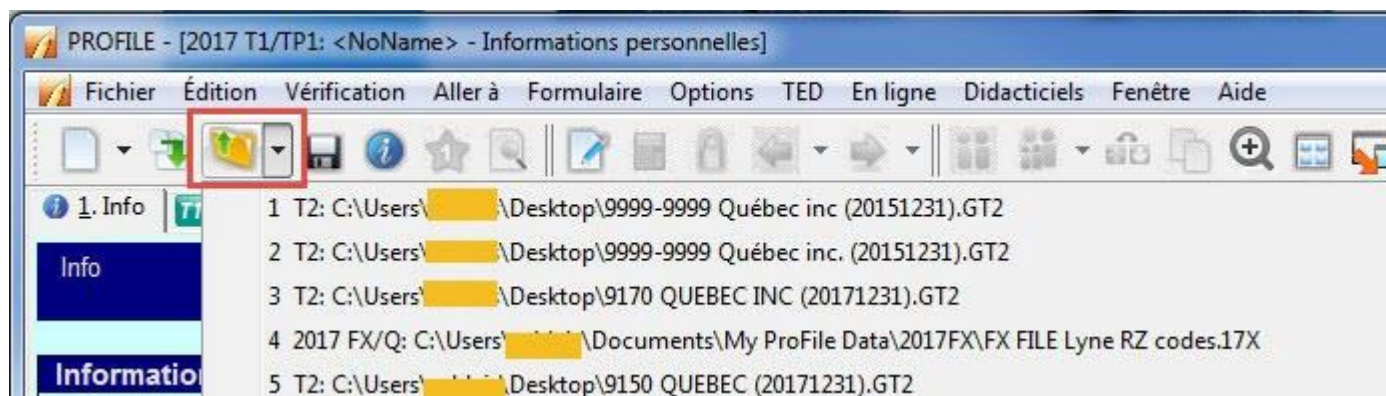 PROFILE - [2017 T1/TP1: <NoName> - Informations personnelles]
Fichier Édition Vérification Aller à Formulaire Options TED En ligne Didacticiels Fenêtre Aide
1. Info
1 T2: C:\Users\ \Desktop\9999-9999 Québec inc (20151231).GT2
2 T2: C:\Users\ \Desktop\9999-9999 Québec inc. (20151231).GT2
Info
3 T2: C:\Users\ \Desktop\9170 QUEBEC INC (20171231).GT2
4 2017 FX/Q: C:\Users\ \Documents\My ProFile Data\2017FX\FX FILE Lyne RZ codes.17X
Informatio
5 T2: C:\Users\ \Desktop\9150 QUEBEC (20171231).GT2